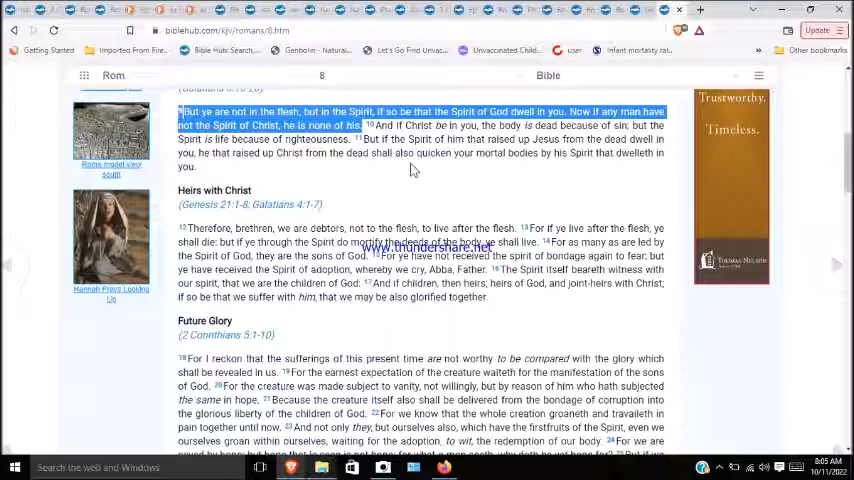 Update
biblehub.com/kjv/romans/8.htm
Getting Started
Imported From Fire...
Bible Hub: Search,...
Genbolin - Natural...
Let's Find Unvac...
Unvaccinated Child...
user
Infant mortality rat...
Other bookmarks
Rom 8 Bible
9But ye are not in the flesh, but in the Spirit, if so be that the Spirit of God dwell in you. Now if any man have
not the Spirit of Christ, he is none of his. 10And if Christ be in you, the body is dead because of sin; but the
Spirit is life because of righteousness. 11But if the Spirit of him that raised up Jesus from the dead dwell in
you, he that raised up Christ from the dead shall also quicken your mortal bodies by his Spirit that dwelleth in
you.
Heirs with Christ
(Genesis 21:1-8; Galatians 4:1-7)
12Therefore, brethren, we are debtors, not to the flesh, to live after the flesh. 13For if ye live after the flesh, ye
shall die: but if ye through the Spirit do mortify the deeds of the body, ye shall live. 14For as many as are led by
the Spirit of God, they are the sons of God. 15For ye have not received the spirit of bondage again to fear; but
ye have received the Spirit of adoption, whereby we cry, Abba, Father. 16The Spirit itself beareth witness with
our spirit, that we are the children of God: 17And if children, then heirs; heirs of God, and joint-heirs with Christ;
if so be that we suffer with him, that we may be also glorified together.
www.thundershare.net
Future Glory
(2 Corinthians 5:1-10)
18For I reckon that the sufferings of this present time are not worthy to be compared with the glory which
shall be revealed in us. 19For the earnest expectation of the creature waiteth for the manifestation of the sons
of God. 20For the creature was made subject to vanity, not willingly, but by reason of him who hath subjected
the same in hope. 21Because the creature itself also shall be delivered from the bondage of corruption into
the glorious liberty of the children of God. 22For we know that the whole creation groaneth and travaileth in
pain together until now. 23And not only they, but ourselves also, which have the firstfruits of the Spirit, even we
ourselves groan within ourselves, waiting for the adoption, to wit, the redemption of our body. 24For we are
Rome model view
south
Hannah Prays Looking
Up
Trustworthy.
Timeless.
THOMAS NELSON
Search the web and Windows
8:05 AM
10/11/2022